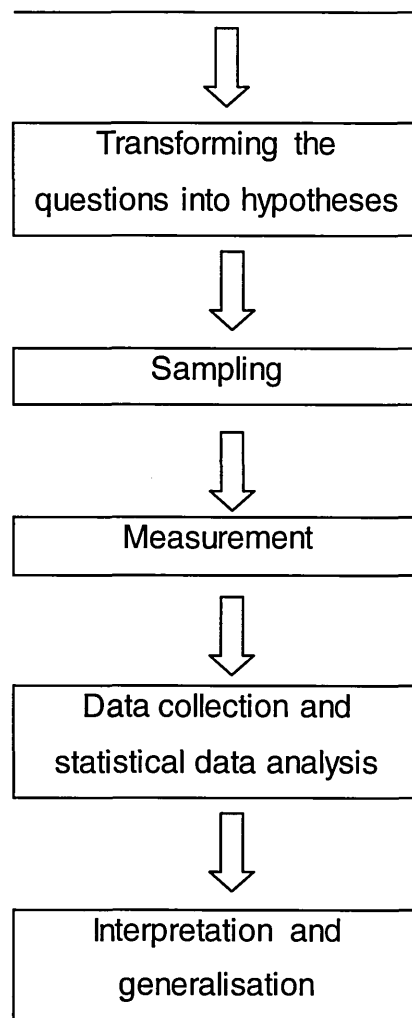 Transforming the
questions into hypotheses
Sampling
Measurement
Data collection and
statistical data analysis
Interpretation and
generalisation